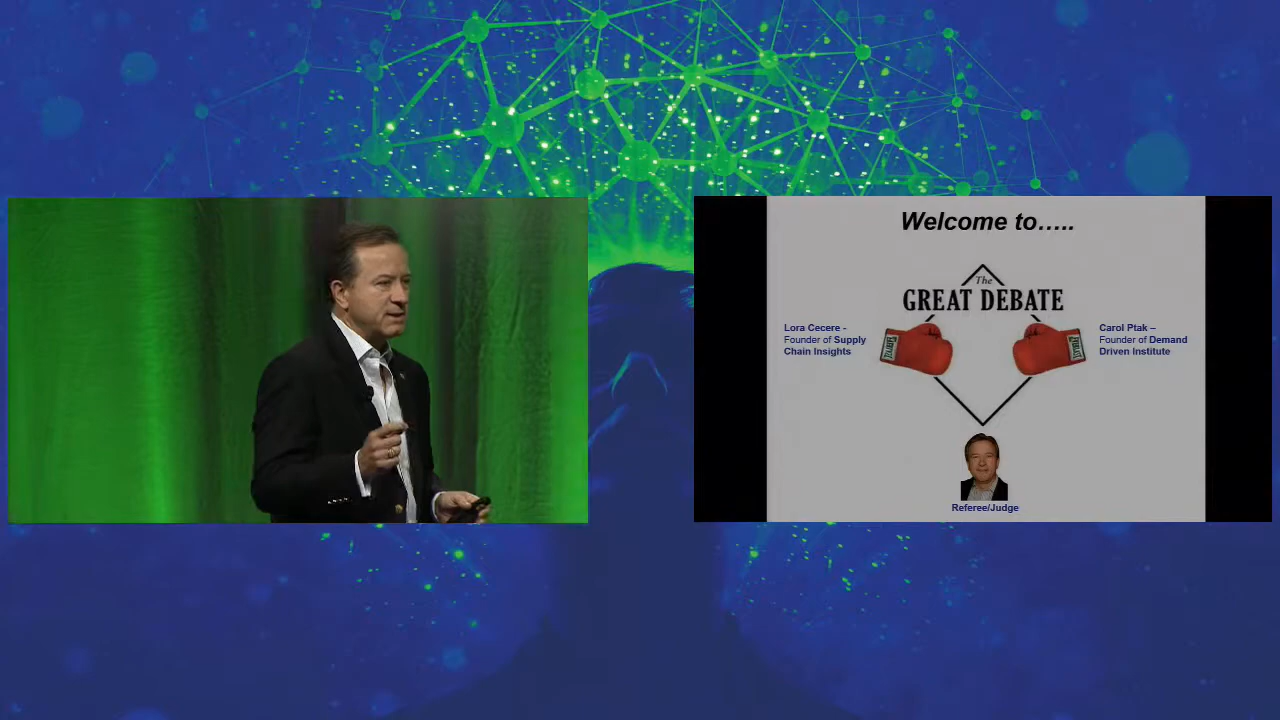 Welcome to…..
The
GREAT DEBATE
Lora Cecere -
Founder of Supply
Chain Insights
Carol Ptak –
Founder of Demand
Driven Institute
Referee/Judge